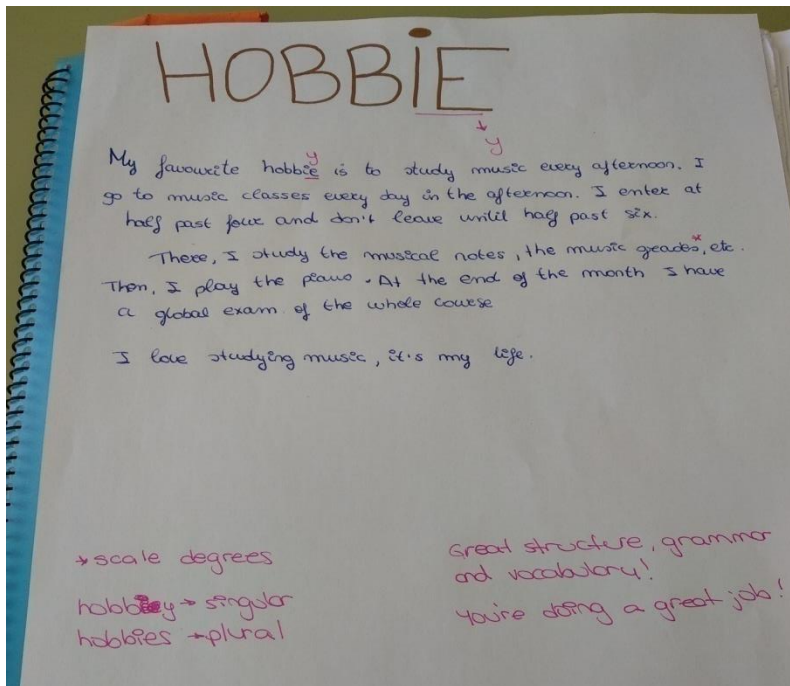 HOBBIE
y
y
My favourite hobbie is to study music every afternoon. I
go to music classes every day in the afternoon. I enter at
half past four and don't leave until half past six.
There, I study the musical notes, the music grades*, etc.
Then, I play the piano. At the end of the month I have
a global exam of the whole course
I love studying music, it's my life.
→ scale degrees
hobby → singular
hobbies → plural
Great structure, grammar
and vocabulary!
You're doing a great job!